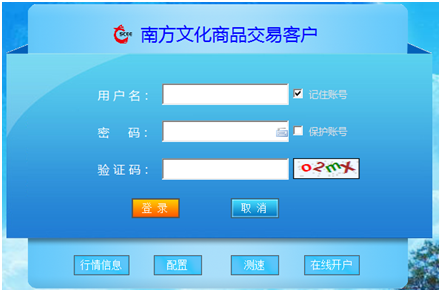 SCCE 南方文化商品交易客户
用户名： 记住账号
密 码： 保护账号
验证码： o2mx
登 录 取 消
行情信息 配置 测速 在线开户